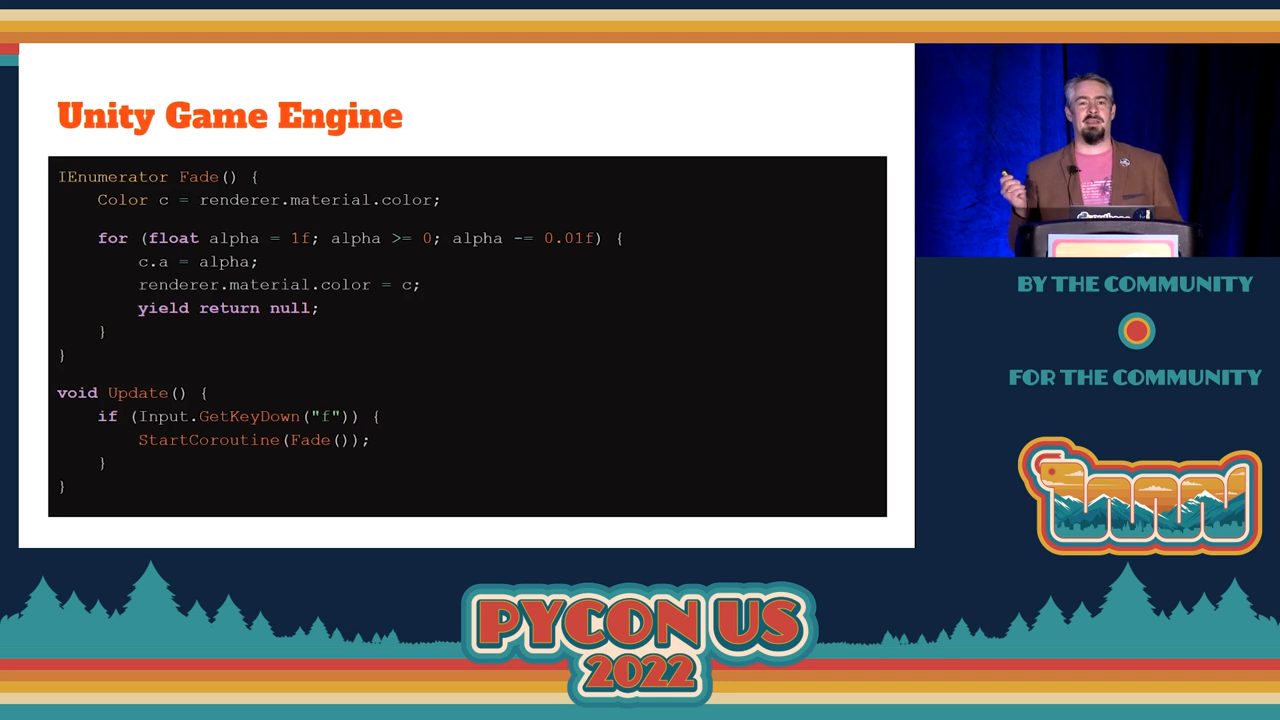 Unity Game Engine
IEnumerator Fade() {
    Color c = renderer.material.color;
    for (float alpha = 1f; alpha >= 0; alpha -= 0.01f) {
        c.a = alpha;
        renderer.material.color = c;
        yield return null;
    }
}
void Update() {
    if (Input.GetKeyDown("f")) {
        StartCoroutine(Fade());
    }
}
BY THE COMMUNITY
FOR THE COMMUNITY
PYCON US
2022